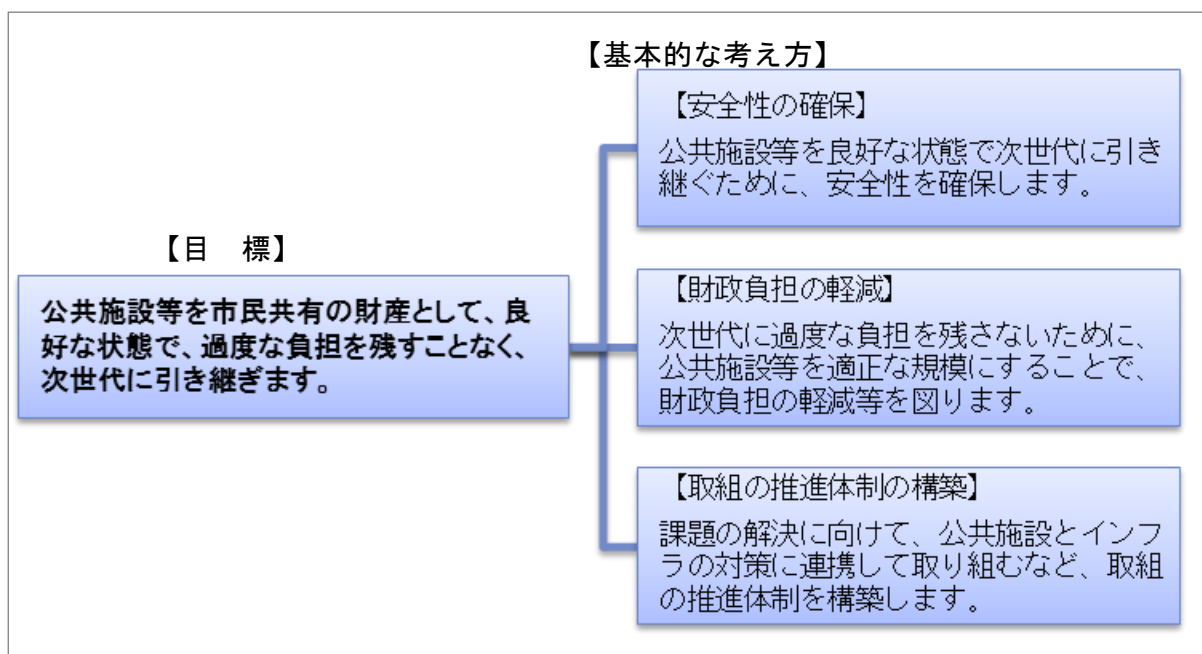 【目　標】
公共施設等を市民共有の財産として、良
好な状態で、過度な負担を残すことなく、
次世代に引き継ぎます。
【基本的な考え方】
【安全性の確保】
公共施設等を良好な状態で次世代に引き
継ぐために、安全性を確保します。
【財政負担の軽減】
次世代に過度な負担を残さないために、
公共施設等を適正な規模にすることで、
財政負担の軽減等を図ります。
【取組の推進体制の構築】
課題の解決に向けて、公共施設とインフ
ラの対策に連携して取り組むなど、取組
の推進体制を構築します。